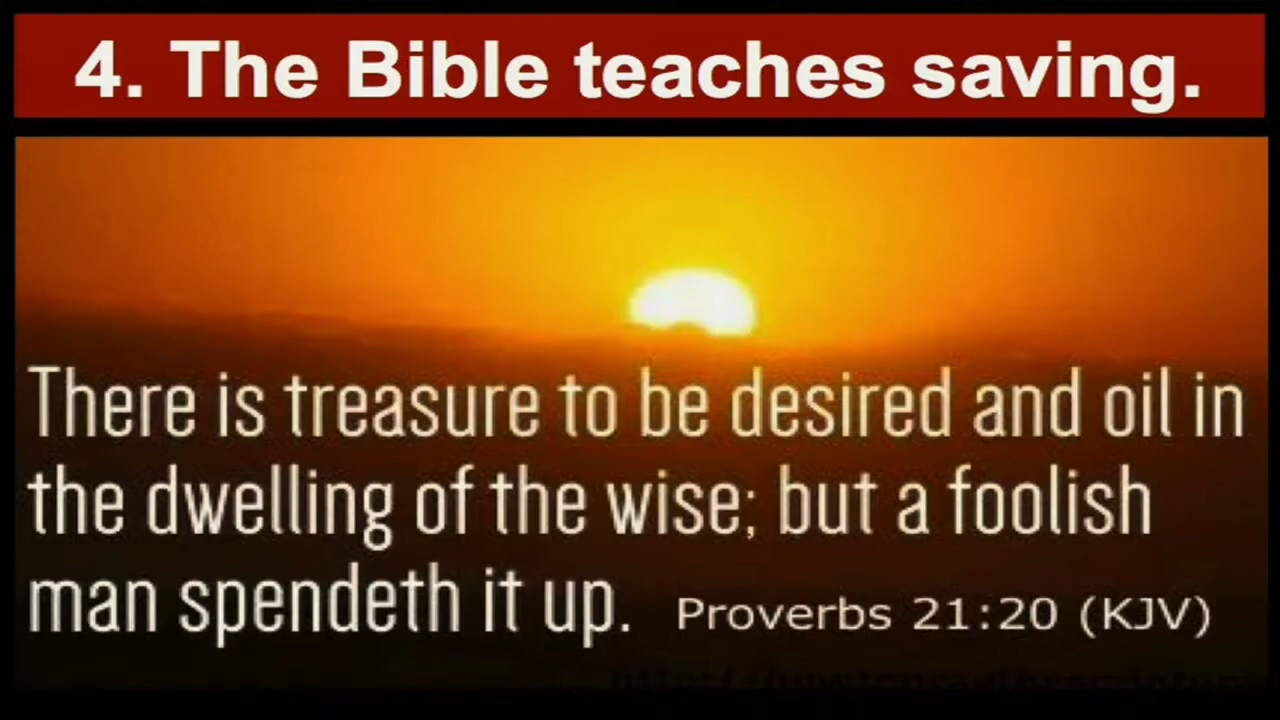 4. The Bible teaches saving.
There is treasure to be desired and oil in
the dwelling of the wise; but a foolish
man spendeth it up. Proverbs 21:20 (KJV)